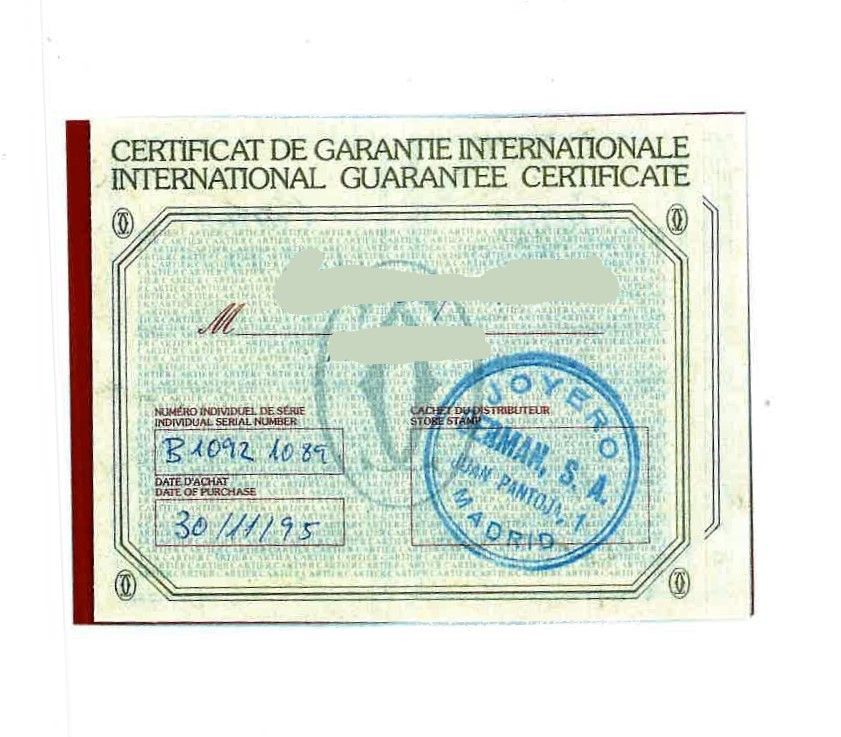 CERTIFICAT DE GARANTIE INTERNATIONALE
INTERNATIONAL GUARANTEE CERTIFICATE
M
NUMÉRO INDIVIDUEL DE SÉRIE
INDIVIDUAL SERIAL NUMBER
B1092 1089
DATE D'ACHAT
DATE OF PURCHASE
30/11/95
CACHET DU DISTRIBUTEUR
STORE STAMP
JOYERO
S. A.
JUAN PANTOJA, 1
MADRID